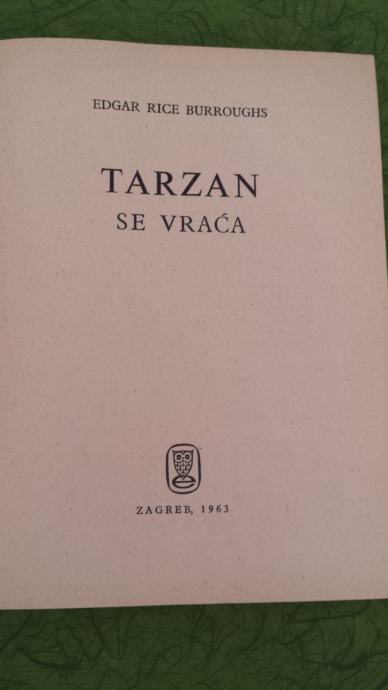 EDGAR RICE BURROUGHS
TARZAN
SE VRAĆA
ZAGREB, 1963